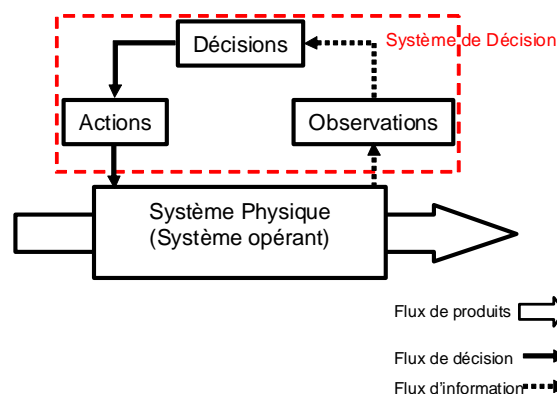 Décisions
Système de Décision
Actions
Observations
Système Physique
(Système opérant)
Flux de produits
Flux de décision
Flux d'information